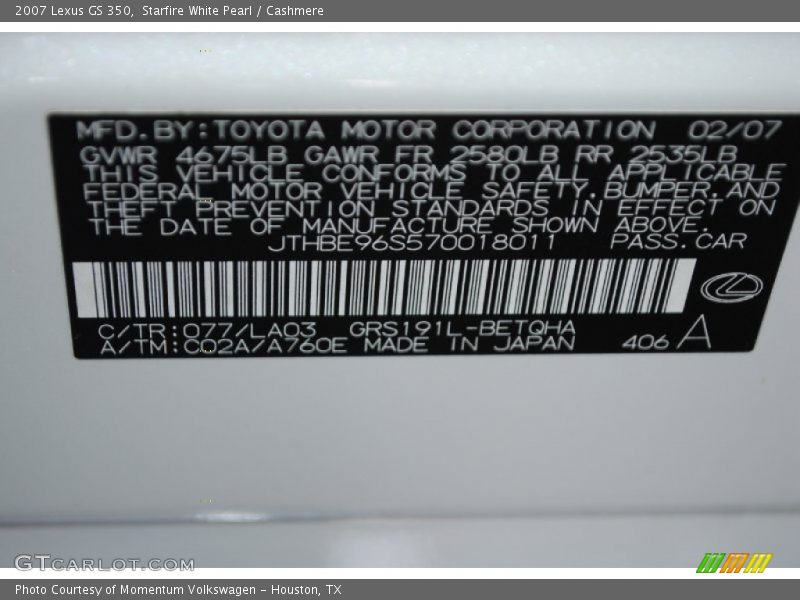 2007 Lexus GS 350, Starfire White Pearl / Cashmere
MFD. BY: TOYOTA MOTOR CORPORATION 02/07
GVWR 4675LB GAWR FR 2580LB RR 2535LB
THIS VEHICLE CONFORMS TO ALL APPLICABLE
FEDERAL MOTOR VEHICLE SAFETY, BUMPER, AND
THEFT PREVENTION STANDARDS IN EFFECT ON
THE DATE OF MANUFACTURE SHOWN ABOVE.
JTHBE96S570018011 PASS. CAR
C/TR: 077/LA03 GRS191L-BETQHA
A/TM: C02A/A760E MADE IN JAPAN 406 A
GTCARLOT.COM
Photo Courtesy of Momentum Volkswagen - Houston, TX